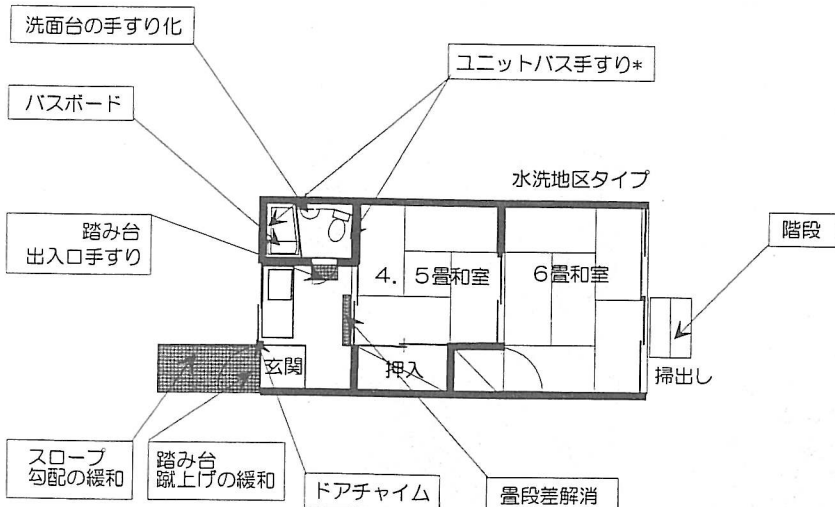 洗面台の手すり化
ユニットバス手すり*
バスボード
水洗地区タイプ
踏み台
出入口手すり
階段
4．5畳和室
6畳和室
玄関
押入
掃出し
スロープ
勾配の緩和
踏み台
蹴上げの緩和
ドアチャイム
畳段差解消